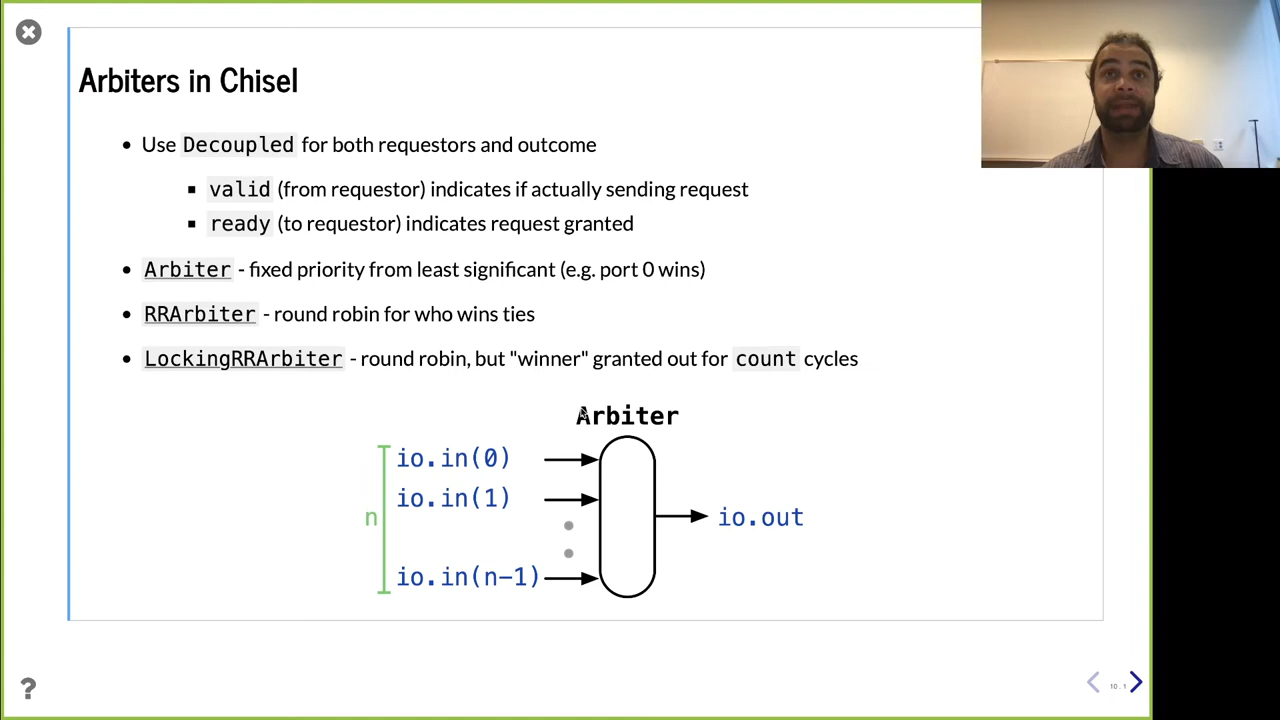 Arbiters in Chisel
Use Decoupled for both requestors and outcome
valid (from requestor) indicates if actually sending request
ready (to requestor) indicates request granted
Arbiter - fixed priority from least significant (e.g. port 0 wins)
RRArbiter - round robin for who wins ties
LockingRRArbiter - round robin, but "winner" granted out for count cycles
Arbiter
io.in(0)
io.in(1)
n
io.out
io.in(n-1)
?
10.1